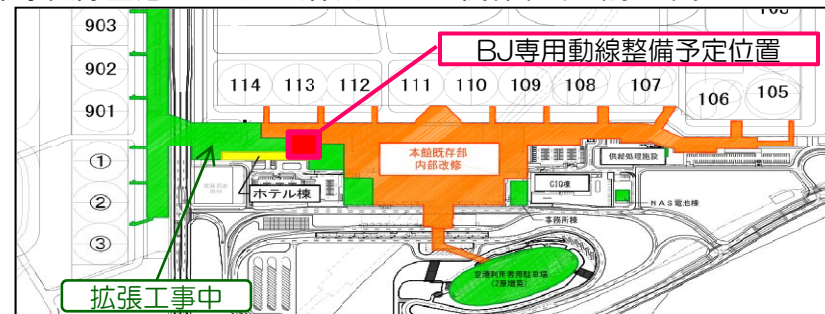 903
902
901
①
②
③
BJ専用動線整備予定位置
114 113 112 111 110 109 108 107 106 105
本館既存部
内部改修
供給処理施設
ホテル棟
CIQ棟
NAS電池棟
事務所棟
空港利用者用駐車場
(2層増築)
拡張工事中